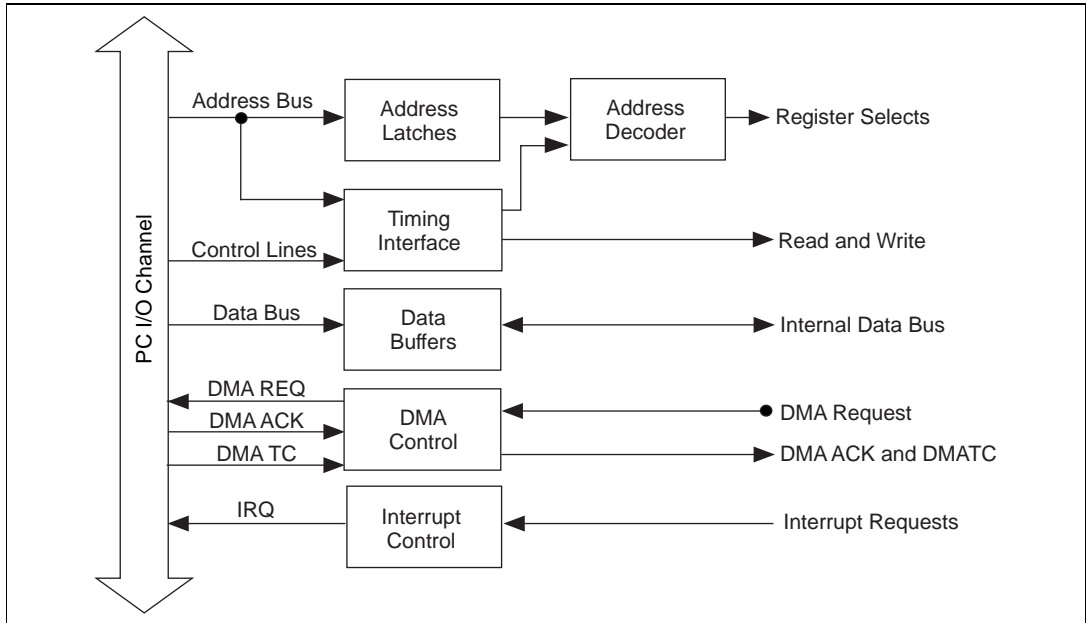 PC I/O Channel
Address Bus
Address
Latches
Address
Decoder
Register Selects
Timing
Interface
Control Lines
Read and Write
Data Bus
Data
Buffers
Internal Data Bus
DMA REQ
DMA ACK
DMA TC
DMA
Control
DMA Request
DMA ACK and DMATC
IRQ
Interrupt
Control
Interrupt Requests